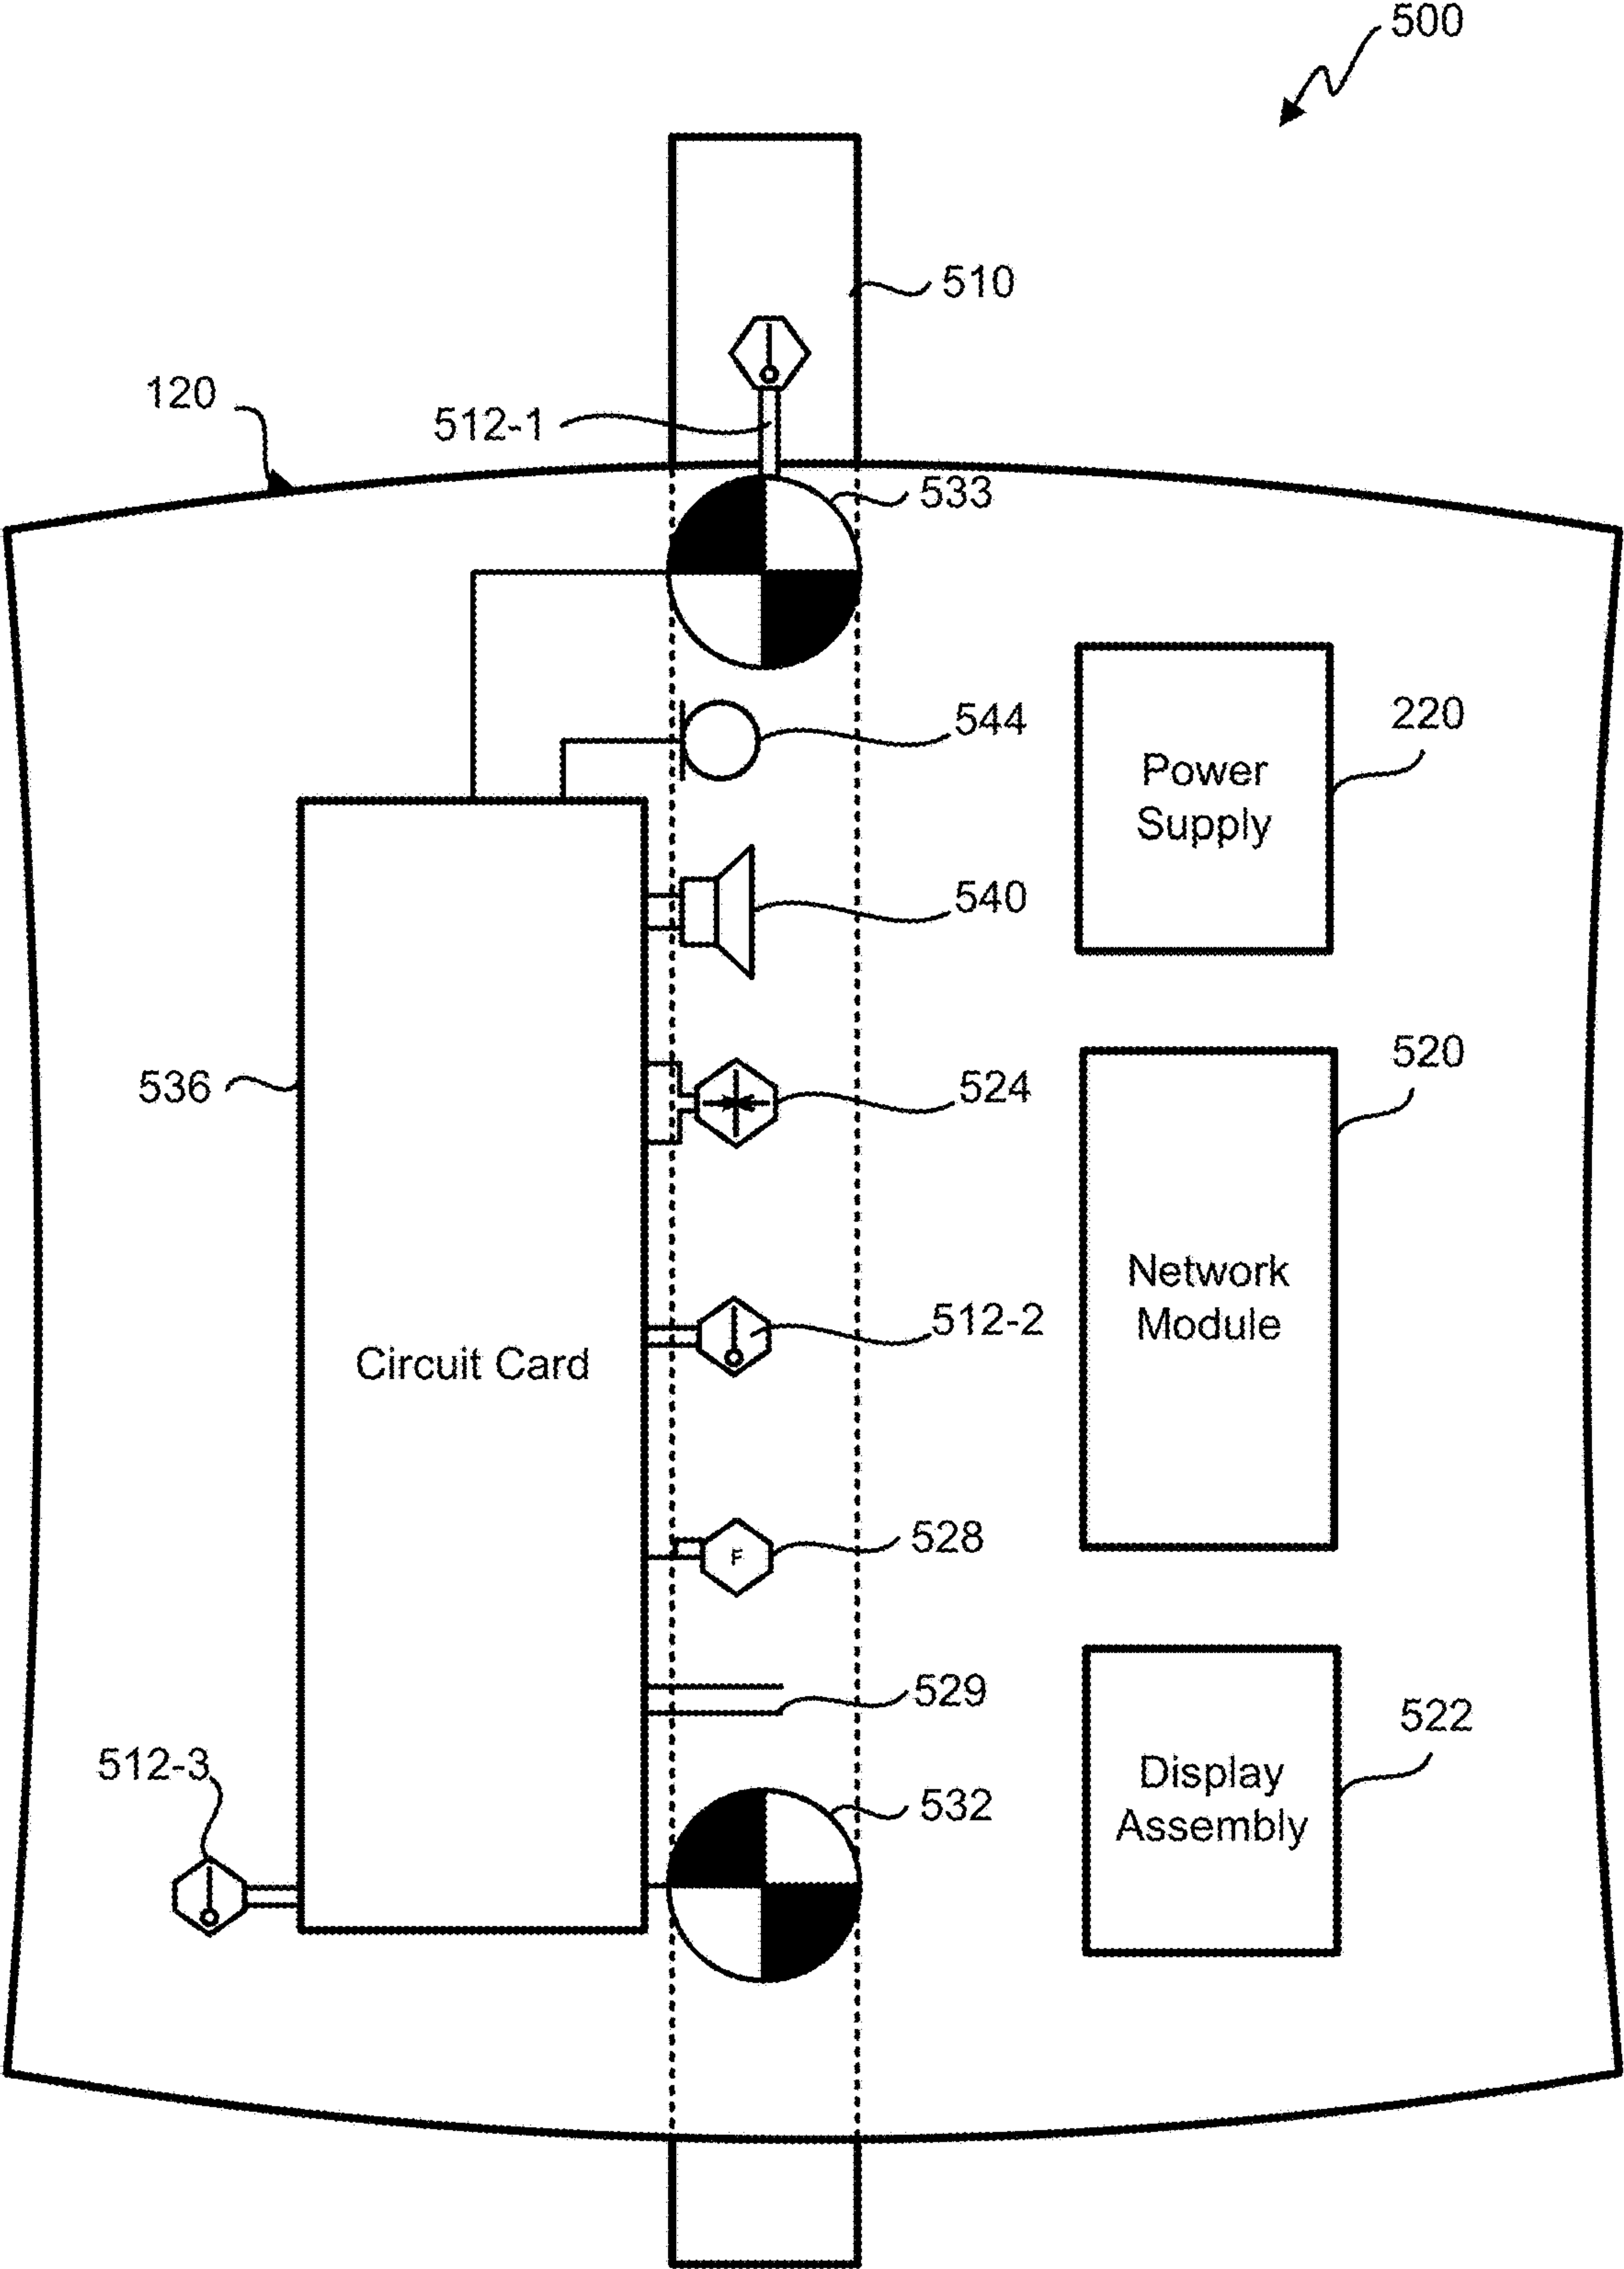 500
510
120
512-1
533
544
220
Power
Supply
540
536
524
520
512-2
Network
Module
Circuit Card
528
F
529
522
512-3
Display
Assembly
532